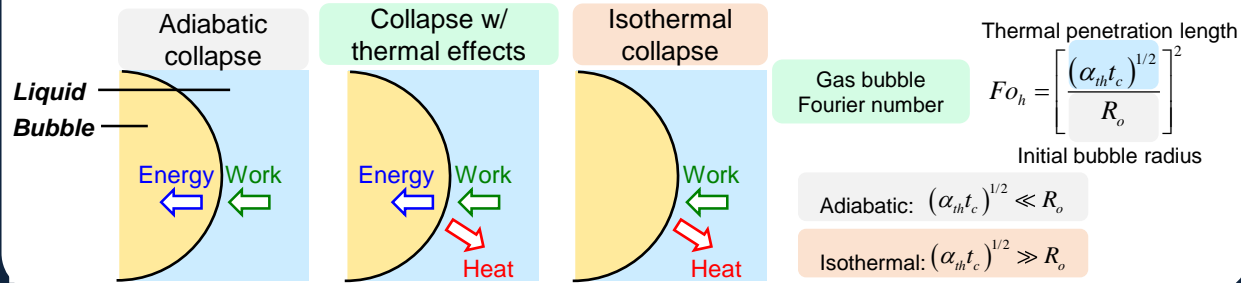 Adiabatic
collapse
Collapse w/
thermal effects
Isothermal
collapse
Liquid
Bubble
Energy Work
Energy Work
Heat
Work
Heat
Gas bubble
Fourier number
Thermal penetration length
Fo_h = [ (α_th t_c)^{1/2} / R_o ]^2
Initial bubble radius
Adiabatic: (α_th t_c)^{1/2} ≪ R_o
Isothermal: (α_th t_c)^{1/2} ≫ R_o